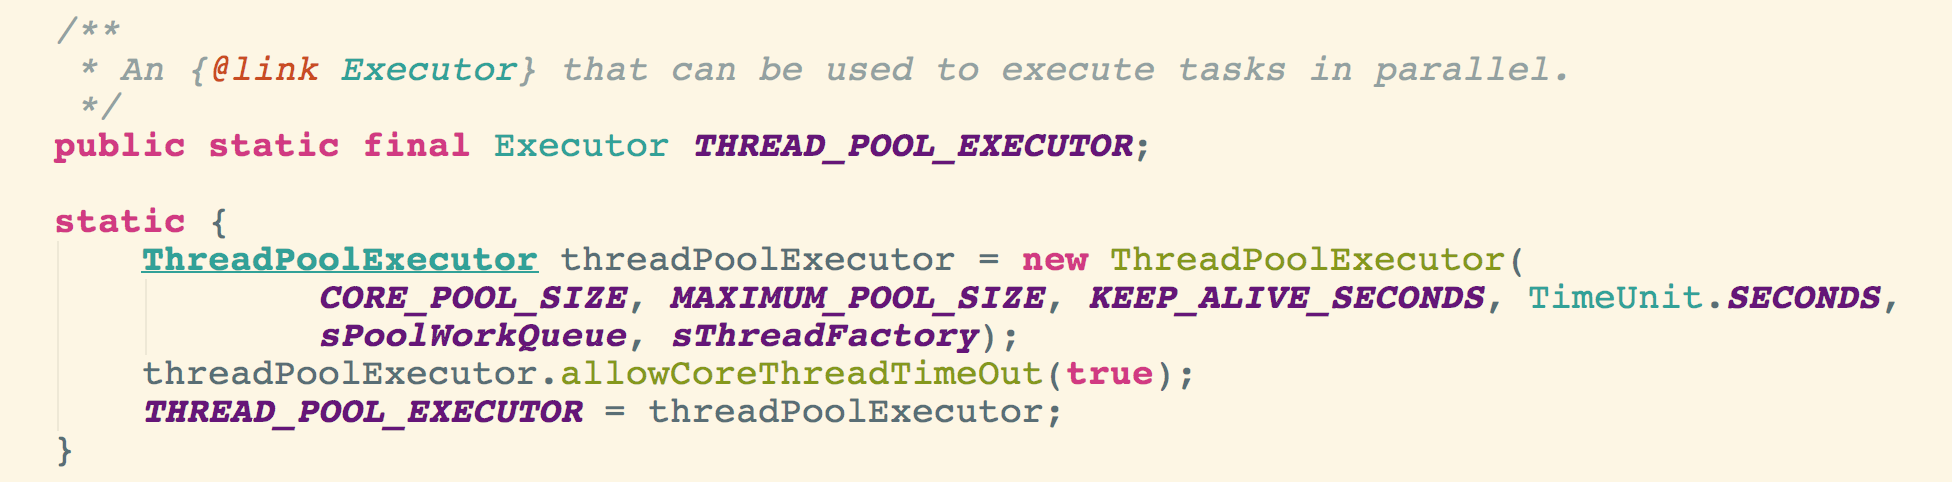 /**
 * An {@link Executor} that can be used to execute tasks in parallel.
 */
public static final Executor THREAD_POOL_EXECUTOR;

static {
    ThreadPoolExecutor threadPoolExecutor = new ThreadPoolExecutor(
            CORE_POOL_SIZE, MAXIMUM_POOL_SIZE, KEEP_ALIVE_SECONDS, TimeUnit.SECONDS,
            sPoolWorkQueue, sThreadFactory);
    threadPoolExecutor.allowCoreThreadTimeOut(true);
    THREAD_POOL_EXECUTOR = threadPoolExecutor;
}